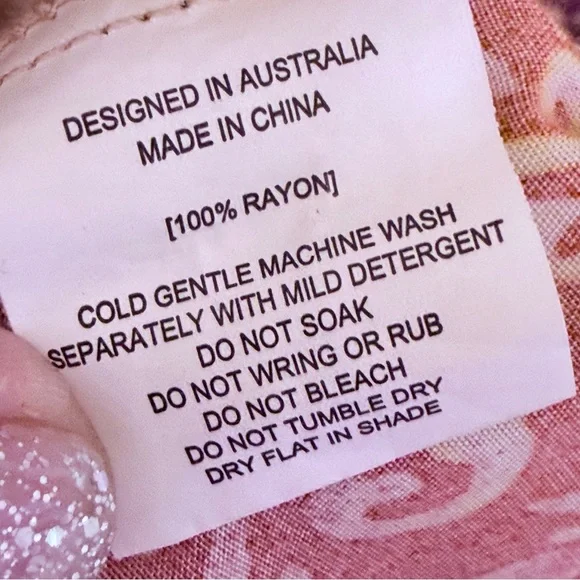 DESIGNED IN AUSTRALIA
MADE IN CHINA
[100% RAYON]
COLD GENTLE MACHINE WASH
SEPARATELY WITH MILD DETERGENT
DO NOT SOAK
DO NOT WRING OR RUB
DO NOT BLEACH
DO NOT TUMBLE DRY
DRY FLAT IN SHADE